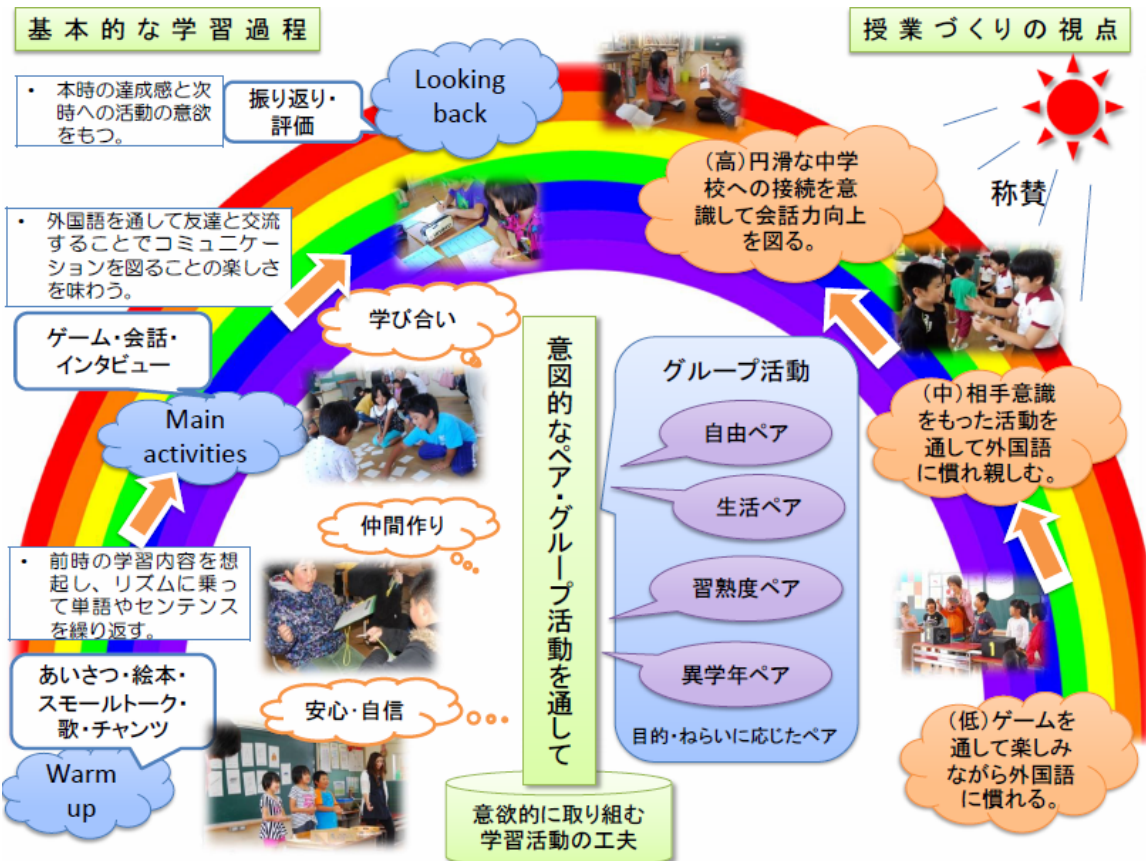 基本的な学習過程
授業づくりの視点
Looking
back
振り返り・
評価
・ 本時の達成感と次
時への活動の意欲
をもつ。
・ 外国語を通して友達と交流
することでコミュニケー
ションを図ることの楽しさ
を味わう。
ゲーム・会話・
インタビュー
Main
activities
・ 前時の学習内容を想
起し、リズムに乗っ
て単語やセンテンス
を繰り返す。
あいさつ・絵本・
スモールトーク・
歌・チャンツ
Warm
up
学び合い
仲間作り
安心・自信
意図的なペア・グループ活動を通して
意欲的に取り組む
学習活動の工夫
グループ活動
自由ペア
生活ペア
習熟度ペア
異学年ペア
目的・ねらいに応じたペア
称賛
(高)円滑な中学
校への接続を意
識して会話力向上
を図る。
(中)相手意識
をもった活動を
通して外国語
に慣れ親しむ。
(低)ゲームを
通して楽しみ
ながら外国語
に慣れる。
1